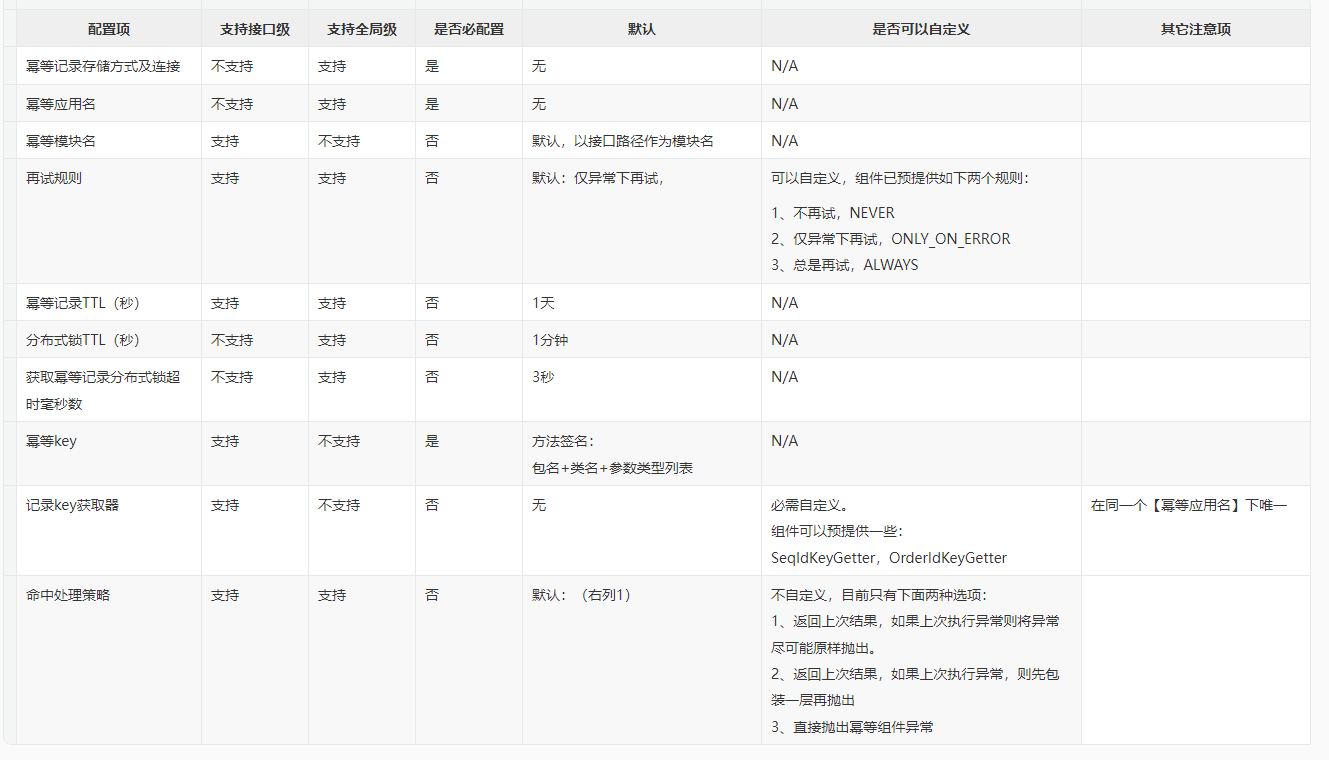 配置项 支持接口级 支持全局级 是否必配置 默认 是否可以自定义 其它注意项
幂等记录存储方式及连接 不支持 支持 是 无 N/A
幂等应用名 不支持 支持 是 无 N/A
幂等模块名 支持 不支持 否 默认，以接口路径作为模块名 N/A
再试规则 支持 支持 否 默认：仅异常下再试， 可以自定义，组件已预提供如下两个规则：
1、不再试，NEVER
2、仅异常下再试，ONLY_ON_ERROR
3、总是再试，ALWAYS
幂等记录TTL（秒） 支持 支持 否 1天 N/A
分布式锁TTL（秒） 不支持 支持 否 1分钟 N/A
获取幂等记录分布式锁超 不支持 支持 否 3秒 N/A
时毫秒数
幂等key 支持 不支持 是 方法签名： N/A
包名+类名+参数类型列表
记录key获取器 支持 不支持 否 无 必需自定义。 在同一个【幂等应用名】下唯一
组件可以预提供一些：
SeqIdKeyGetter，OrderIdKeyGetter
命中处理策略 支持 支持 否 默认：（右列1） 不自定义，目前只有下面两种选项：
1、返回上次结果，如果上次执行异常则将异常
尽可能原样抛出。
2、返回上次结果，如果上次执行异常，则先包
装一层再抛出
3、直接抛出幂等组件异常